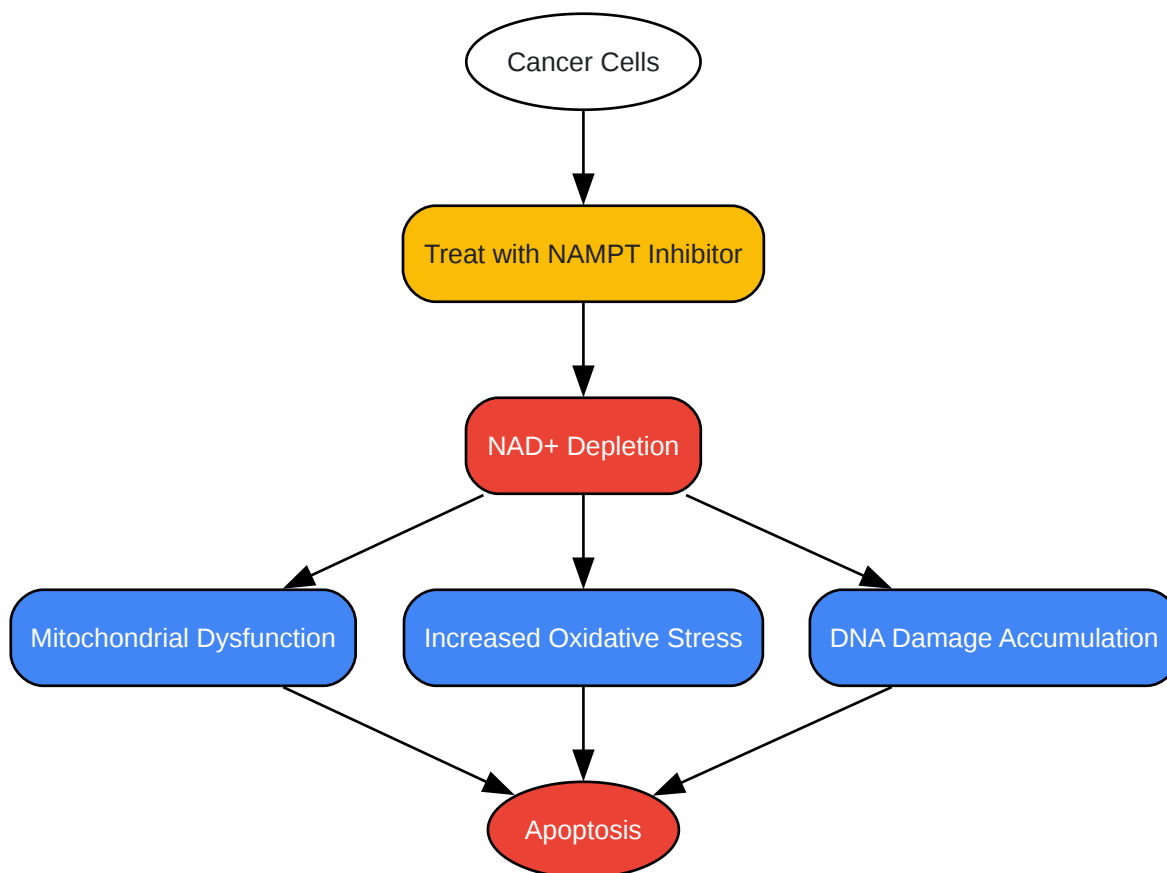 Cancer Cells
Treat with NAMPT Inhibitor
NAD+ Depletion
Mitochondrial Dysfunction
Increased Oxidative Stress
DNA Damage Accumulation
Apoptosis